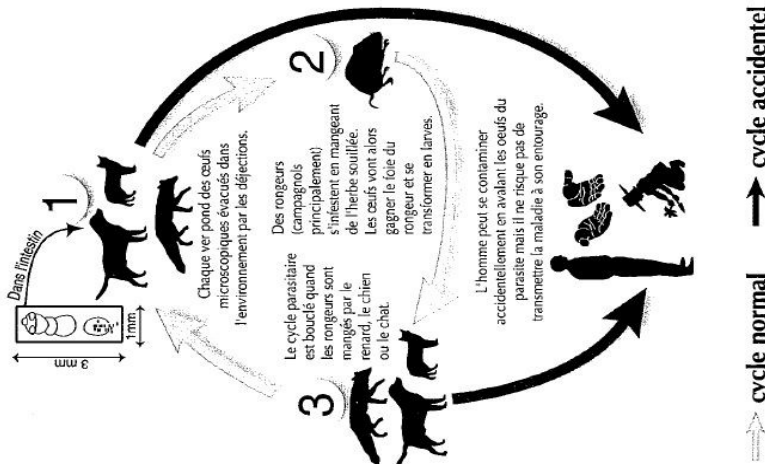 Dans l'intestin
3 mm
1mm
1
Chaque ver pond des œufs
microscopiques évacués dans
l'environnement par les déjections.
2
Des rongeurs
(campagnols
principalement)
s'infestent en mangeant
de l'herbe souillée.
Les œufs vont alors
gagner le foie du
rongeur et se
transformer en larves.
3
Le cycle parasitaire
est bouclé quand
les rongeurs sont
mangés par le
renard, le chien
ou le chat.
L'homme peut se contaminer
accidentellement en avalant les oeufs du
parasite mais il ne risque pas de
transmettre la maladie à son entourage.
cycle normal
cycle accidentel